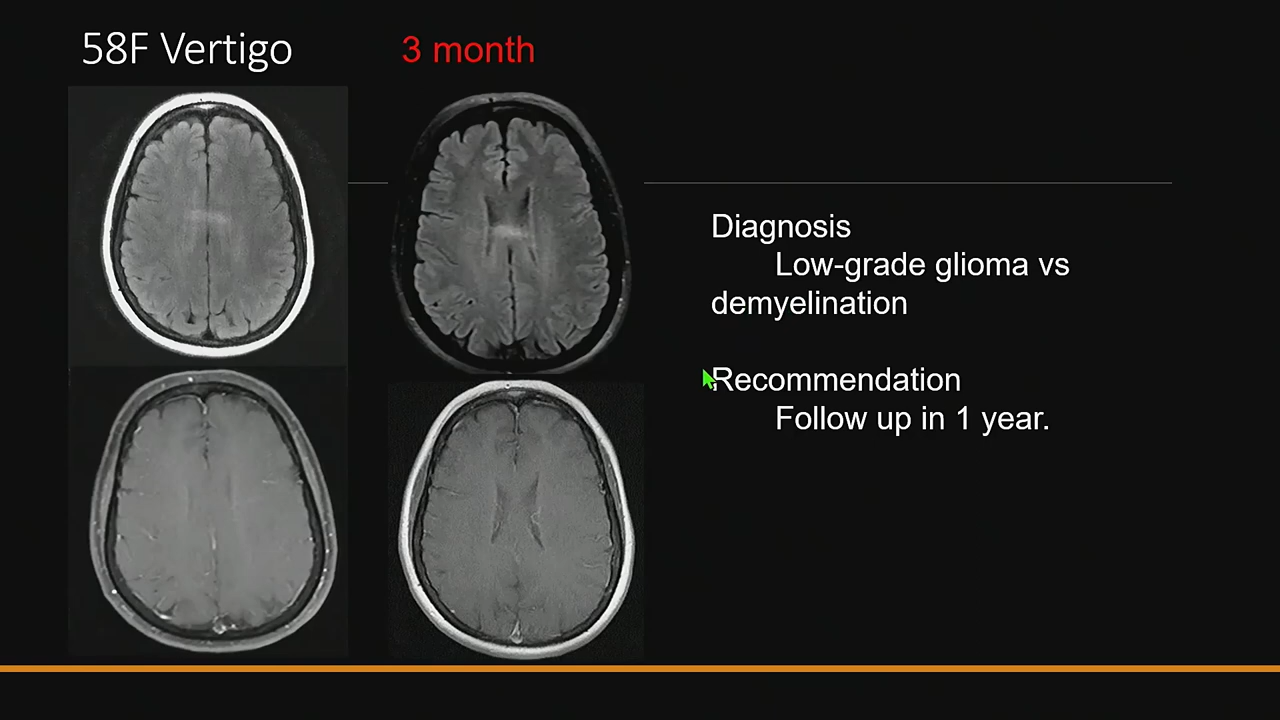 58F Vertigo
3 month
Diagnosis
Low-grade glioma vs
demyelination
Recommendation
Follow up in 1 year.